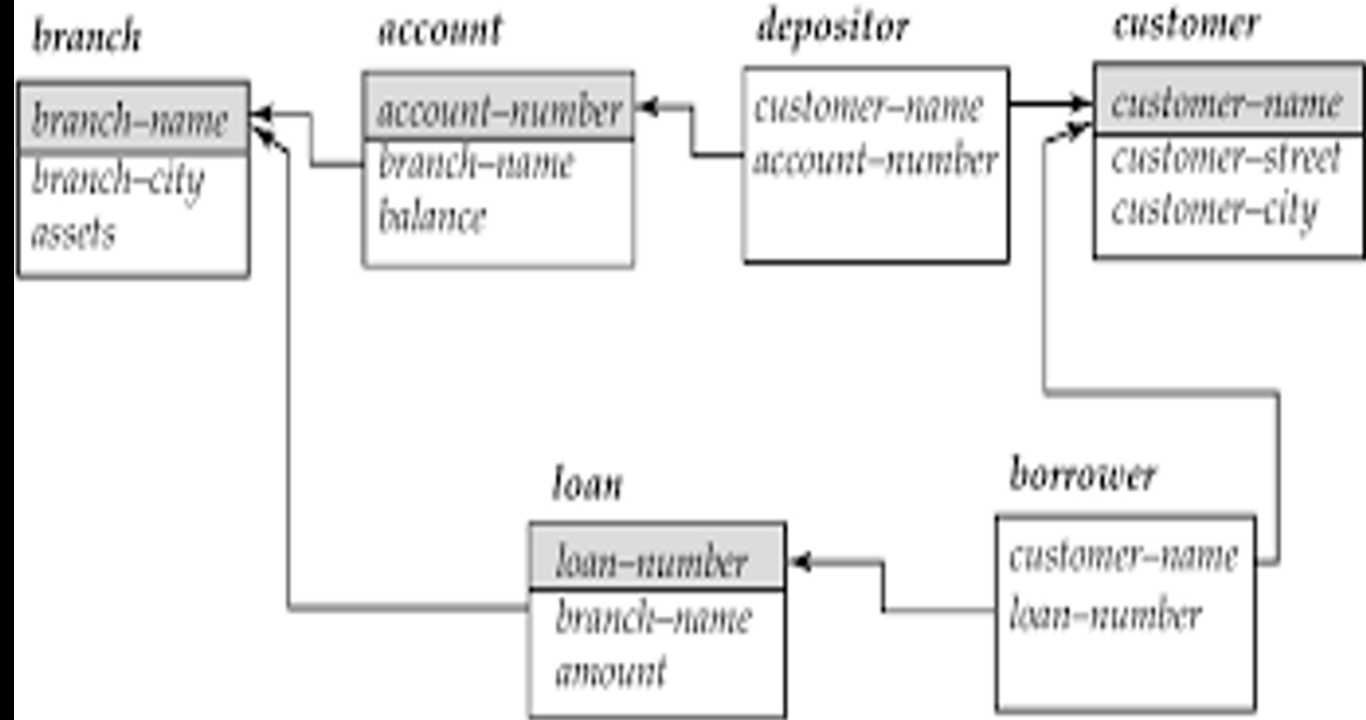 branch
branch–name
branch–city
assets
account
account–number
branch–name
balance
depositor
customer–name
account–number
customer
customer–name
customer–street
customer–city
loan
loan–number
branch–name
amount
borrower
customer–name
loan–number